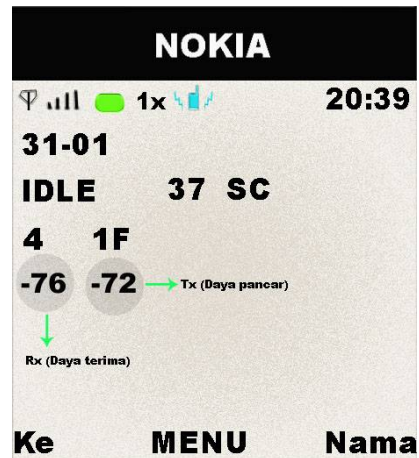 NOKIA
1x 20:39
31-01
IDLE 37 SC
4 1F
-76 -72 Tx (Daya pancar)
Rx (Daya terima)
Ke MENU Nama